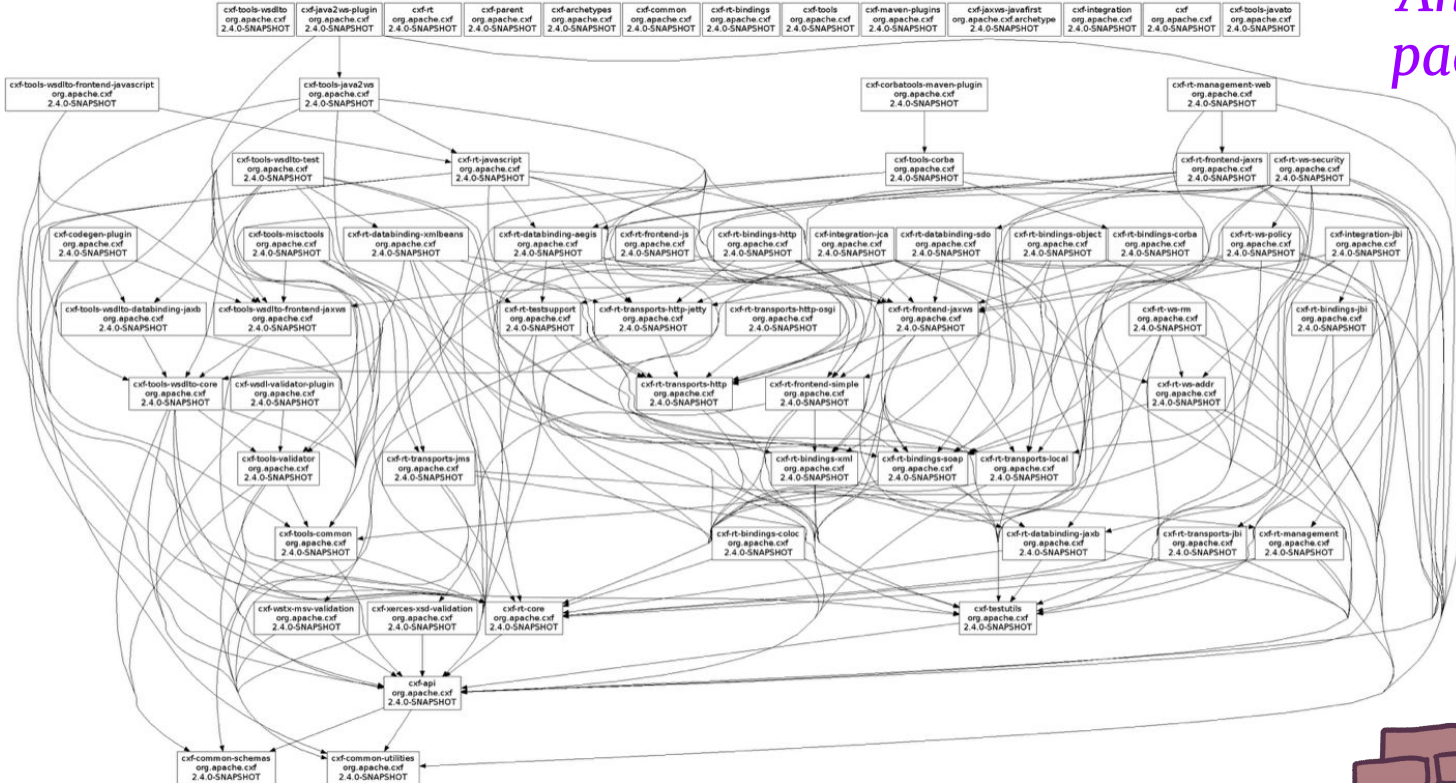 cxf-tools-wsdlto
org.apache.cxf
2.4.0-SNAPSHOT
cxf-java2ws-plugin
org.apache.cxf
2.4.0-SNAPSHOT
cxf-rt
org.apache.cxf
2.4.0-SNAPSHOT
cxf-parent
org.apache.cxf
2.4.0-SNAPSHOT
cxf-archetypes
org.apache.cxf
2.4.0-SNAPSHOT
cxf-common
org.apache.cxf
2.4.0-SNAPSHOT
cxf-rt-bindings
org.apache.cxf
2.4.0-SNAPSHOT
cxf-tools
org.apache.cxf
2.4.0-SNAPSHOT
cxf-maven-plugins
org.apache.cxf
2.4.0-SNAPSHOT
cxf-jaxws-javafirst
org.apache.cxf.archetype
2.4.0-SNAPSHOT
cxf-integration
org.apache.cxf
2.4.0-SNAPSHOT
cxf
org.apache.cxf
2.4.0-SNAPSHOT
cxf-tools-javato
org.apache.cxf
2.4.0-SNAPSHOT
pac
cxf-tools-wsdlto-frontend-javascript
org.apache.cxf
2.4.0-SNAPSHOT
cxf-tools-java2ws
org.apache.cxf
2.4.0-SNAPSHOT
cxf-corbatools-maven-plugin
org.apache.cxf
2.4.0-SNAPSHOT
cxf-rt-management-web
org.apache.cxf
2.4.0-SNAPSHOT
cxf-tools-wsdlto-test
org.apache.cxf
2.4.0-SNAPSHOT
cxf-rt-javascript
org.apache.cxf
2.4.0-SNAPSHOT
cxf-tools-corba
org.apache.cxf
2.4.0-SNAPSHOT
cxf-rt-frontend-jaxrs
org.apache.cxf
2.4.0-SNAPSHOT
cxf-rt-ws-security
org.apache.cxf
2.4.0-SNAPSHOT
cxf-codegen-plugin
org.apache.cxf
2.4.0-SNAPSHOT
cxf-tools-misctools
org.apache.cxf
2.4.0-SNAPSHOT
cxf-rt-databinding-xmlbeans
org.apache.cxf
2.4.0-SNAPSHOT
cxf-rt-databinding-aegis
org.apache.cxf
2.4.0-SNAPSHOT
cxf-rt-frontend-js
org.apache.cxf
2.4.0-SNAPSHOT
cxf-rt-bindings-http
org.apache.cxf
2.4.0-SNAPSHOT
cxf-integration-jca
org.apache.cxf
2.4.0-SNAPSHOT
cxf-rt-databinding-sdo
org.apache.cxf
2.4.0-SNAPSHOT
cxf-rt-bindings-object
org.apache.cxf
2.4.0-SNAPSHOT
cxf-rt-bindings-corba
org.apache.cxf
2.4.0-SNAPSHOT
cxf-rt-ws-policy
org.apache.cxf
2.4.0-SNAPSHOT
cxf-integration-jbi
org.apache.cxf
2.4.0-SNAPSHOT
cxf-tools-wsdlto-databinding-jaxb
org.apache.cxf
2.4.0-SNAPSHOT
cxf-tools-wsdlto-frontend-jaxws
org.apache.cxf
2.4.0-SNAPSHOT
cxf-rt-testsupport
org.apache.cxf
2.4.0-SNAPSHOT
cxf-rt-transports-http-jetty
org.apache.cxf
2.4.0-SNAPSHOT
cxf-rt-transports-http-osgi
org.apache.cxf
2.4.0-SNAPSHOT
cxf-rt-frontend-jaxws
org.apache.cxf
2.4.0-SNAPSHOT
cxf-rt-ws-rm
org.apache.cxf
2.4.0-SNAPSHOT
cxf-rt-bindings-jbi
org.apache.cxf
2.4.0-SNAPSHOT
cxf-tools-wsdlto-core
org.apache.cxf
2.4.0-SNAPSHOT
cxf-wsdl-validator-plugin
org.apache.cxf
2.4.0-SNAPSHOT
cxf-rt-transports-http
org.apache.cxf
2.4.0-SNAPSHOT
cxf-rt-frontend-simple
org.apache.cxf
2.4.0-SNAPSHOT
cxf-rt-ws-addr
org.apache.cxf
2.4.0-SNAPSHOT
cxf-tools-validator
org.apache.cxf
2.4.0-SNAPSHOT
cxf-rt-transports-jms
org.apache.cxf
2.4.0-SNAPSHOT
cxf-rt-bindings-xml
org.apache.cxf
2.4.0-SNAPSHOT
cxf-rt-bindings-soap
org.apache.cxf
2.4.0-SNAPSHOT
cxf-rt-transports-local
org.apache.cxf
2.4.0-SNAPSHOT
cxf-tools-common
org.apache.cxf
2.4.0-SNAPSHOT
cxf-rt-bindings-coloc
org.apache.cxf
2.4.0-SNAPSHOT
cxf-rt-databinding-jaxb
org.apache.cxf
2.4.0-SNAPSHOT
cxf-rt-transports-jbi
org.apache.cxf
2.4.0-SNAPSHOT
cxf-rt-management
org.apache.cxf
2.4.0-SNAPSHOT
cxf-wstx-msv-validation
org.apache.cxf
2.4.0-SNAPSHOT
cxf-xerces-xsd-validation
org.apache.cxf
2.4.0-SNAPSHOT
cxf-rt-core
org.apache.cxf
2.4.0-SNAPSHOT
cxf-testutils
org.apache.cxf
2.4.0-SNAPSHOT
cxf-api
org.apache.cxf
2.4.0-SNAPSHOT
cxf-common-schemas
org.apache.cxf
2.4.0-SNAPSHOT
cxf-common-utilities
org.apache.cxf
2.4.0-SNAPSHOT